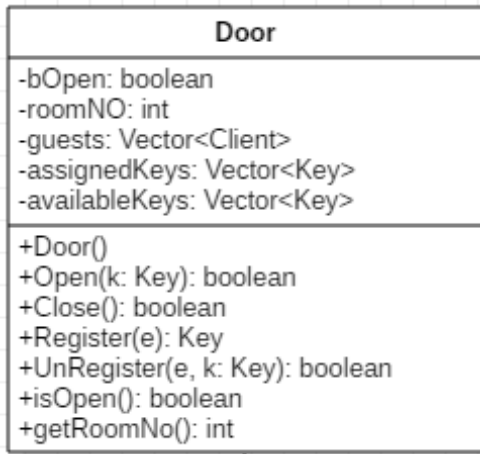 Door
-bOpen: boolean
-roomNO: int
-guests: Vector<Client>
-assignedKeys: Vector<Key>
-availableKeys: Vector<Key>
+Door()
+Open(k: Key): boolean
+Close(): boolean
+Register(e): Key
+UnRegister(e, k: Key): boolean
+isOpen(): boolean
+getRoomNo(): int